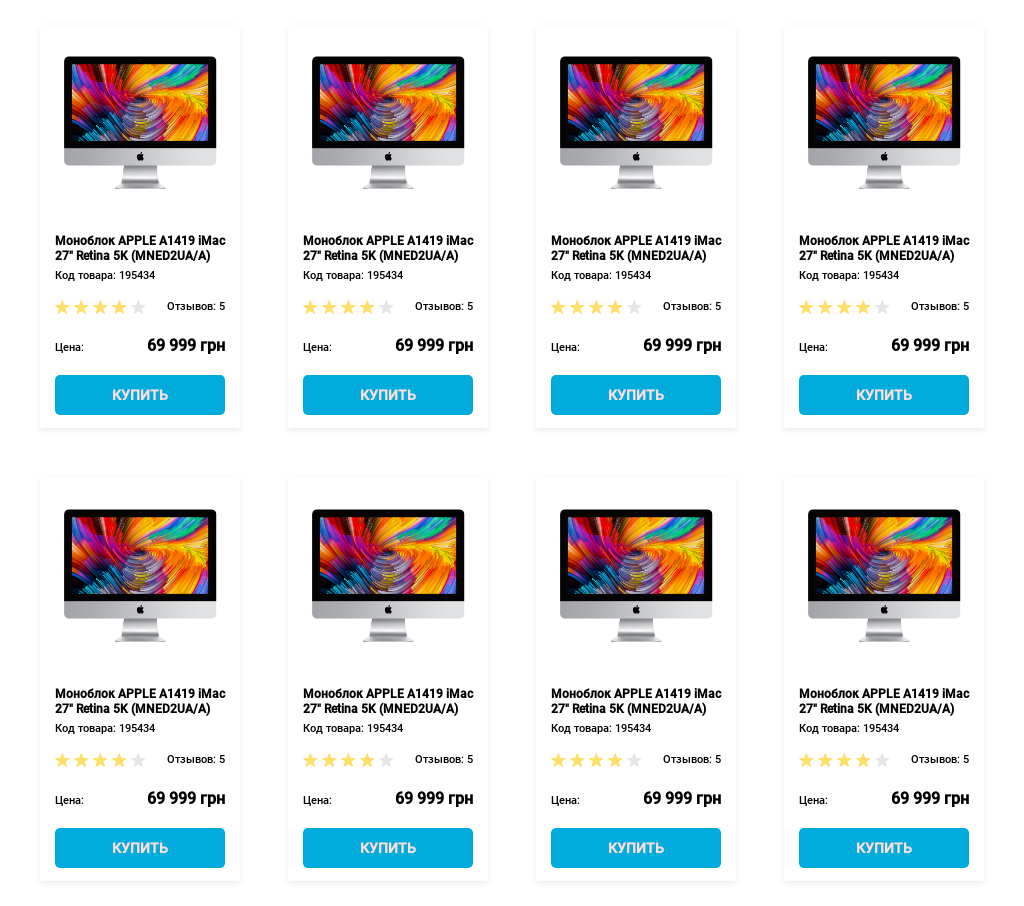 Моноблок APPLE A1419 iMac
27" Retina 5K (MNED2UA/A)
Код товара: 195434
Отзывов: 5
Цена: 69 999 грн
КУПИТЬ
Моноблок APPLE A1419 iMac
27" Retina 5K (MNED2UA/A)
Код товара: 195434
Отзывов: 5
Цена: 69 999 грн
КУПИТЬ
Моноблок APPLE A1419 iMac
27" Retina 5K (MNED2UA/A)
Код товара: 195434
Отзывов: 5
Цена: 69 999 грн
КУПИТЬ
Моноблок APPLE A1419 iMac
27" Retina 5K (MNED2UA/A)
Код товара: 195434
Отзывов: 5
Цена: 69 999 грн
КУПИТЬ
Моноблок APPLE A1419 iMac
27" Retina 5K (MNED2UA/A)
Код товара: 195434
Отзывов: 5
Цена: 69 999 грн
КУПИТЬ
Моноблок APPLE A1419 iMac
27" Retina 5K (MNED2UA/A)
Код товара: 195434
Отзывов: 5
Цена: 69 999 грн
КУПИТЬ
Моноблок APPLE A1419 iMac
27" Retina 5K (MNED2UA/A)
Код товара: 195434
Отзывов: 5
Цена: 69 999 грн
КУПИТЬ
Моноблок APPLE A1419 iMac
27" Retina 5K (MNED2UA/A)
Код товара: 195434
Отзывов: 5
Цена: 69 999 грн
КУПИТЬ